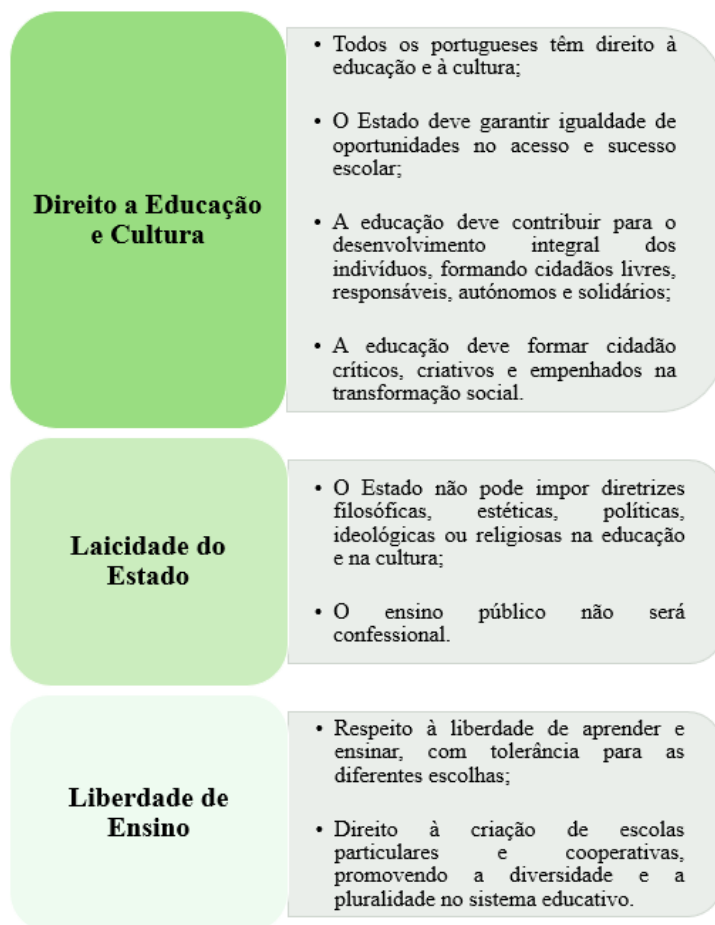 Direito a Educação
e Cultura
• Todos os portugueses têm direito à
educação e à cultura;
• O Estado deve garantir igualdade de
oportunidades no acesso e sucesso
escolar;
• A educação deve contribuir para o
desenvolvimento integral dos
indivíduos, formando cidadãos livres,
responsáveis, autónomos e solidários;
• A educação deve formar cidadão
críticos, criativos e empenhados na
transformação social.
Laicidade do
Estado
• O Estado não pode impor diretrizes
filosóficas, estéticas, políticas,
ideológicas ou religiosas na educação
e na cultura;
• O ensino público não será
confessional.
Liberdade de
Ensino
• Respeito à liberdade de aprender e
ensinar, com tolerância para as
diferentes escolhas;
• Direito à criação de escolas
particulares e cooperativas,
promovendo a diversidade e a
pluralidade no sistema educativo.